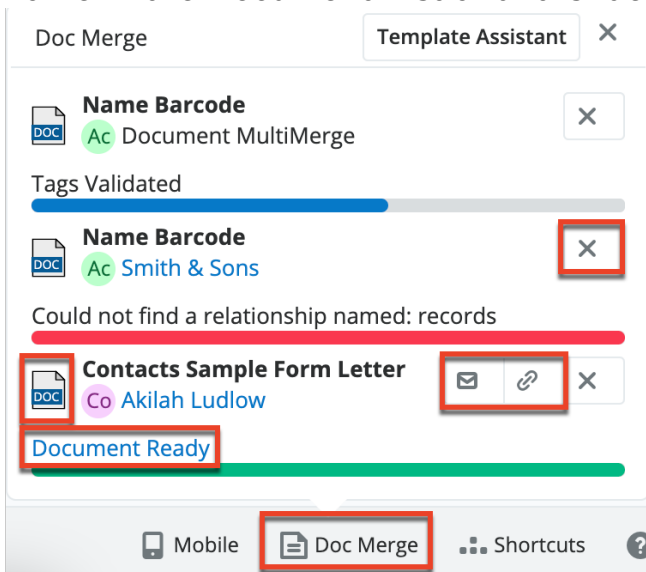 Doc Merge Template Assistant
Name Barcode
DOC Ac Document MultiMerge
Tags Validated
Name Barcode
DOC Ac Smith & Sons
Could not find a relationship named: records
Contacts Sample Form Letter
DOC Co Akilah Ludlow
Document Ready
Mobile Doc Merge Shortcuts ?